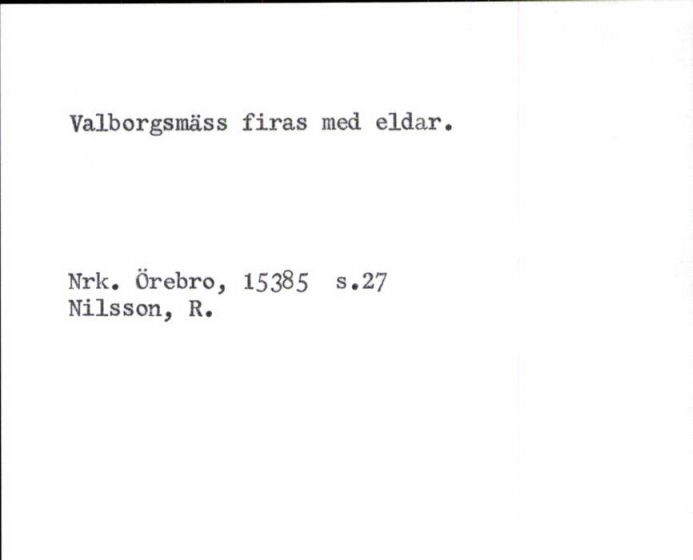 Valborgsmäss firas med eldar.
Nrk. Örebro, 15385 s.27
Nilsson, R.